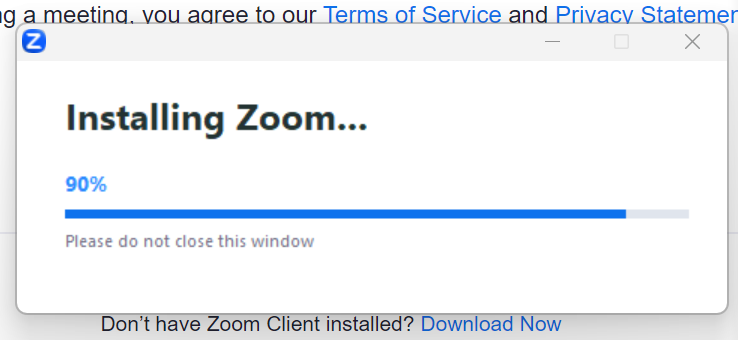 g a meeting, you agree to our Terms of Service and Privacy Statemen
Z
Installing Zoom...
90%
Please do not close this window
Don’t have Zoom Client installed? Download Now